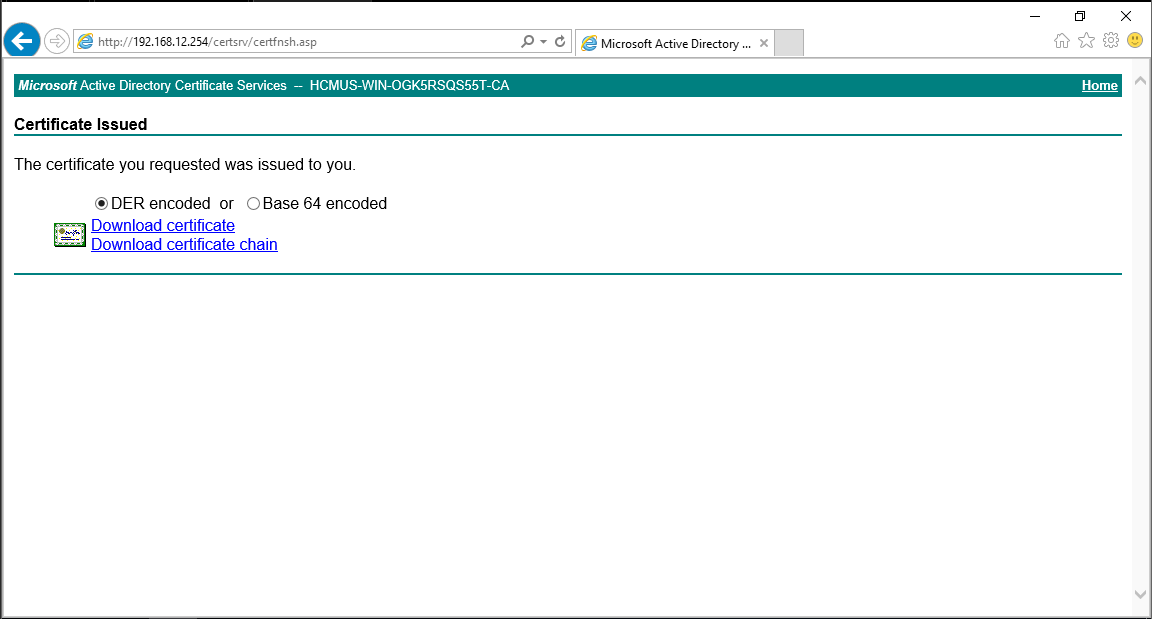 http://192.168.12.254/certsrv/certfnsh.asp
Microsoft Active Directory ...
Microsoft Active Directory Certificate Services -- HCMUS-WIN-OGK5RSQS55T-CA Home
Certificate Issued
The certificate you requested was issued to you.
DER encoded or Base 64 encoded
Download certificate
Download certificate chain